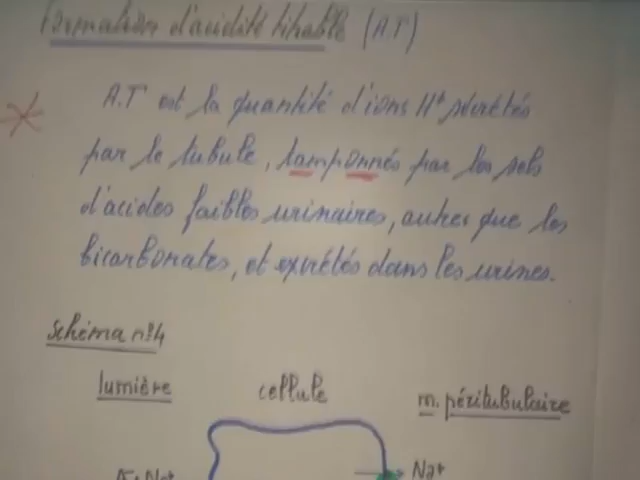 Formation d'acidité titrable (A.T)
A.T est la quantité d'ions H+ sécrétés
par le tubule, tamponnés par les sels
d'acides faibles urinaires, autres que les
bicarbonates, et excrétés dans les urines.
Schéma n°4
lumière cellule m. péritubulaire
Na+